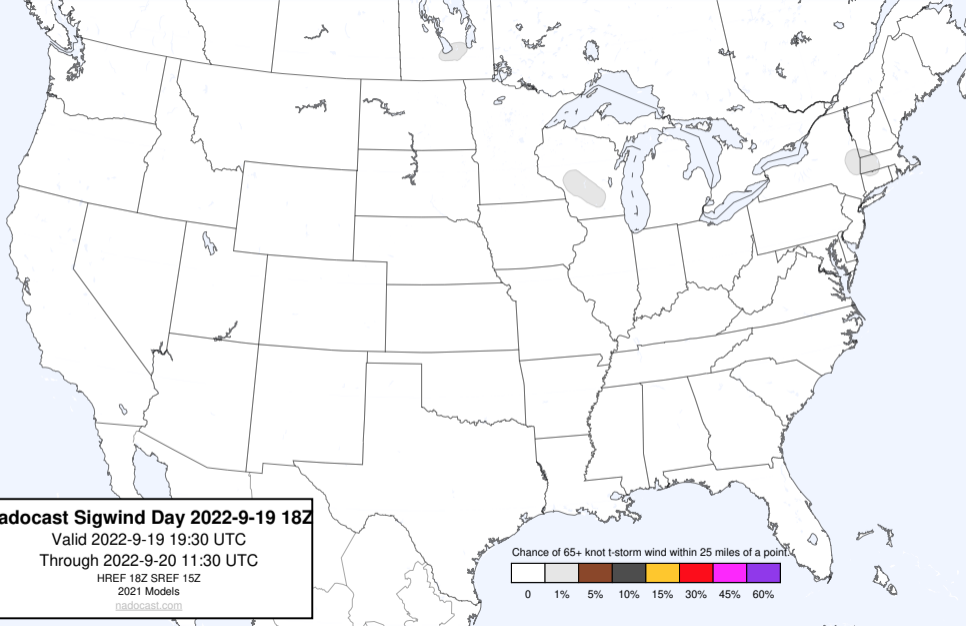 adocast Sigwind Day 2022-9-19 18Z
Valid 2022-9-19 19:30 UTC
Through 2022-9-20 11:30 UTC
HREF 18Z SREF 15Z
2021 Models
nadocast.com
Chance of 65+ knot t-storm wind within 25 miles of a point.
0 1% 5% 10% 15% 30% 45% 60%